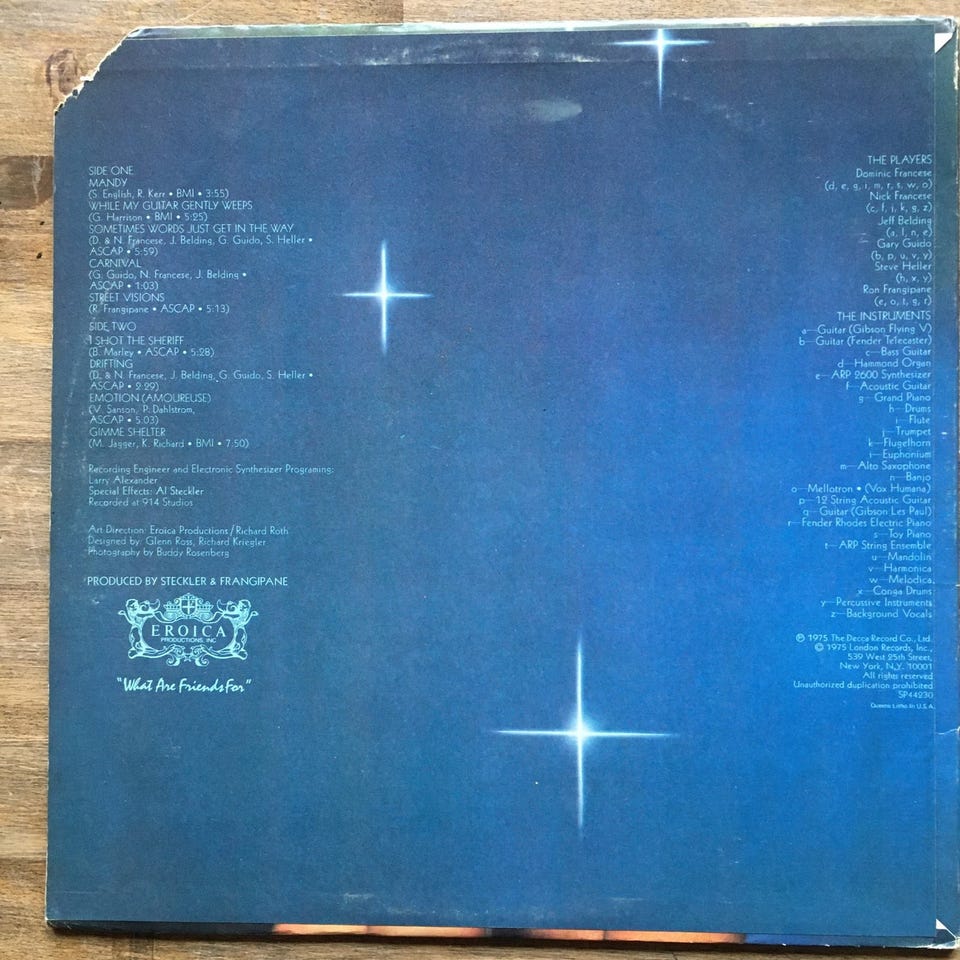 SIDE ONE
MANDY
(S. English, R. Kerr • BMI • 3:55)
WHILE MY GUITAR GENTLY WEEPS
(G. Harrison • BMI • 5:25)
SOMETIMES WORDS JUST GET IN THE WAY
(D. & N. Francese, J. Belding, G. Guido, S. Heller •
ASCAP • 5:59)
CARNIVAL
(G. Guido, N. Francese, J. Belding •
ASCAP • 1:03)
STREET VISIONS
(R. Frangipane • ASCAP • 5:13)
SIDE TWO
I SHOT THE SHERIFF
(B. Marley • ASCAP • 5:28)
DRIFTING
(D. & N. Francese, J. Belding, G. Guido, S. Heller •
ASCAP • 2:29)
EMOTION (AMOUREUSE)
(V. Sanson, P. Dahlstrom,
ASCAP • 5:03)
GIMME SHELTER
(M. Jagger, K. Richard • BMI • 7:50)
Recording Engineer and Electronic Synthesizer Programing:
Larry Alexander
Special Effects: Al Steckler
Recorded at 914 Studios
Art Direction: Eroica Productions/Richard Roth
Designed by: Glenn Ross, Richard Kriegler
Photography by Buddy Rosenberg
PRODUCED BY STECKLER & FRANGIPANE
EROICA
PRODUCTIONS, INC
"What Are Friends For"
THE PLAYERS
Dominic Francese
(d, e, g, i, m, r, s, w, o)
Nick Francese
(c, f, j, k, g, z)
Jeff Belding
(a, l, n, e)
Gary Guido
(b, p, u, v, y)
Steve Heller
(h, x, y)
Ron Frangipane
(e, o, t, g, r)
THE INSTRUMENTS
a—Guitar (Gibson Flying V)
b—Guitar (Fender Telecaster)
c—Bass Guitar
d—Hammond Organ
e—ARP 2600 Synthesizer
f—Acoustic Guitar
g—Grand Piano
h—Drums
i—Flute
j—Trumpet
k—Flugelhorn
l—Euphonium
m—Alto Saxophone
n—Banjo
o—Mellotron • (Vox Humana)
p—12 String Acoustic Guitar
q—Guitar (Gibson Les Paul)
r—Fender Rhodes Electric Piano
s—Toy Piano
t—ARP String Ensemble
u—Mandolin
v—Harmonica
w—Melodica
x—Conga Drums
y—Percussive Instruments
z—Background Vocals
℗ 1975 The Decca Record Co., Ltd.
© 1975 London Records, Inc.,
539 West 25th Street,
New York, N.Y. 10001
All rights reserved
Unauthorized duplication prohibited
SP44230
Queens Litho in U.S.A.